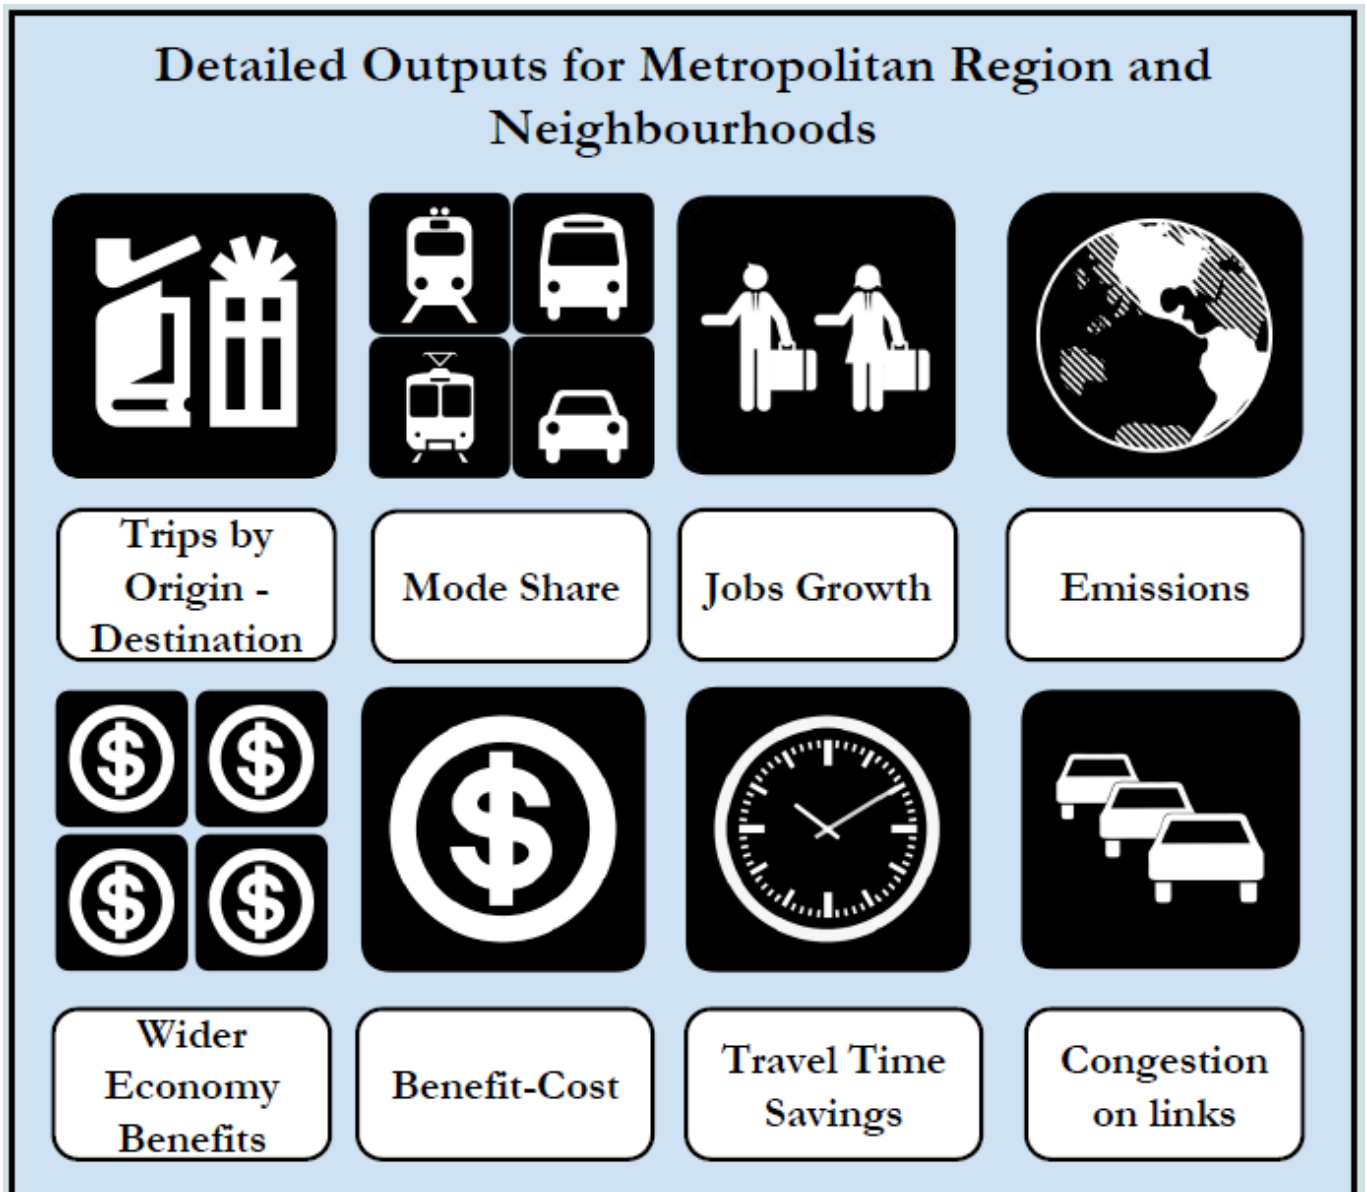 Detailed Outputs for Metropolitan Region and
Neighbourhoods
Trips by
Origin -
Destination
Mode Share
Jobs Growth
Emissions
$ $
$ $
$
Wider
Economy
Benefits
Benefit-Cost
Travel Time
Savings
Congestion
on links